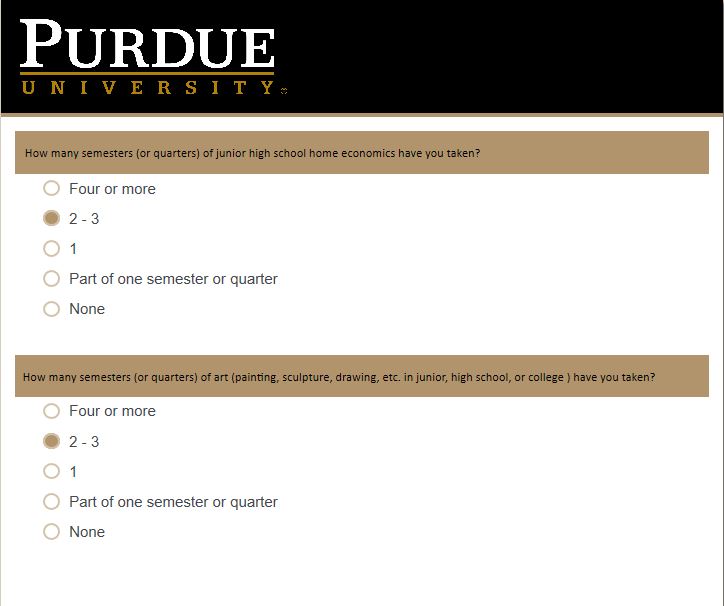 PURDUE
UNIVERSITY
How many semesters (or quarters) of junior high school home economics have you taken?
Four or more
2 - 3
1
Part of one semester or quarter
None
How many semesters (or quarters) of art (painting, sculpture, drawing, etc. in junior, high school, or college ) have you taken?
Four or more
2 - 3
1
Part of one semester or quarter
None